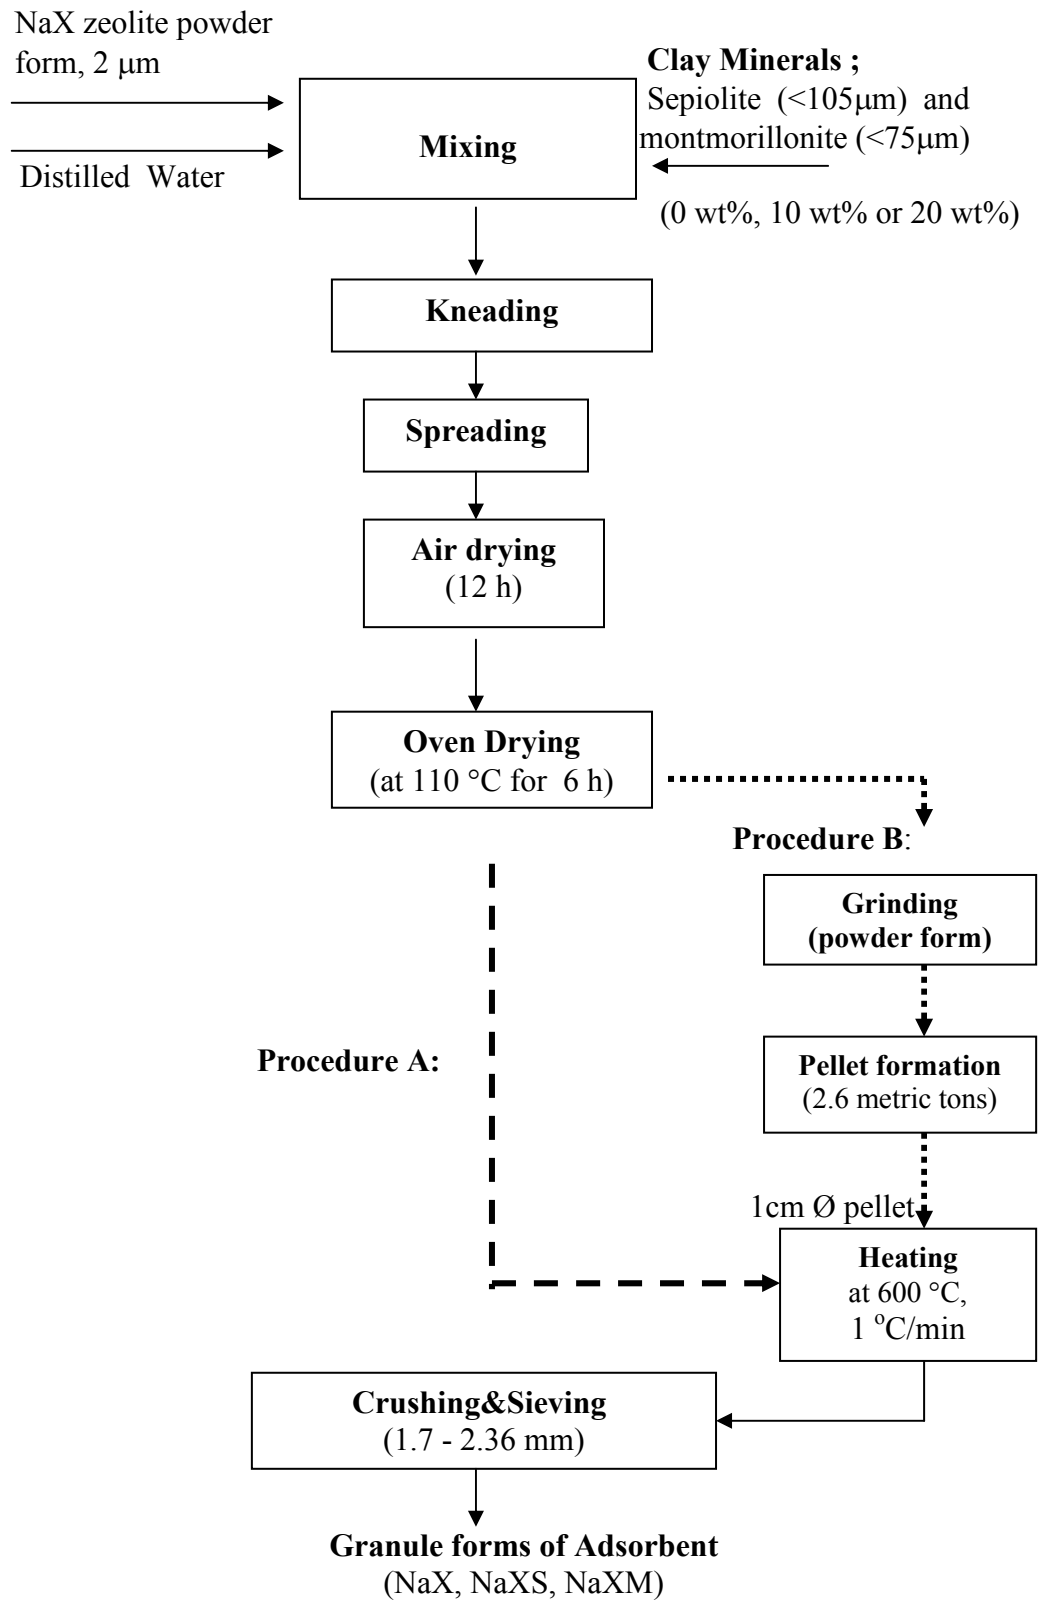 NaX zeolite powder
form, 2 μm
Distilled Water
Mixing
Clay Minerals ;
Sepiolite (<105μm) and
montmorillonite (<75μm)
(0 wt%, 10 wt% or 20 wt%)
Kneading
Spreading
Air drying
(12 h)
Oven Drying
(at 110 °C for 6 h)
Procedure B:
Grinding
(powder form)
Procedure A:
Pellet formation
(2.6 metric tons)
1cm Ø pellet
Heating
at 600 °C,
1 °C/min
Crushing&Sieving
(1.7 - 2.36 mm)
Granule forms of Adsorbent
(NaX, NaXS, NaXM)